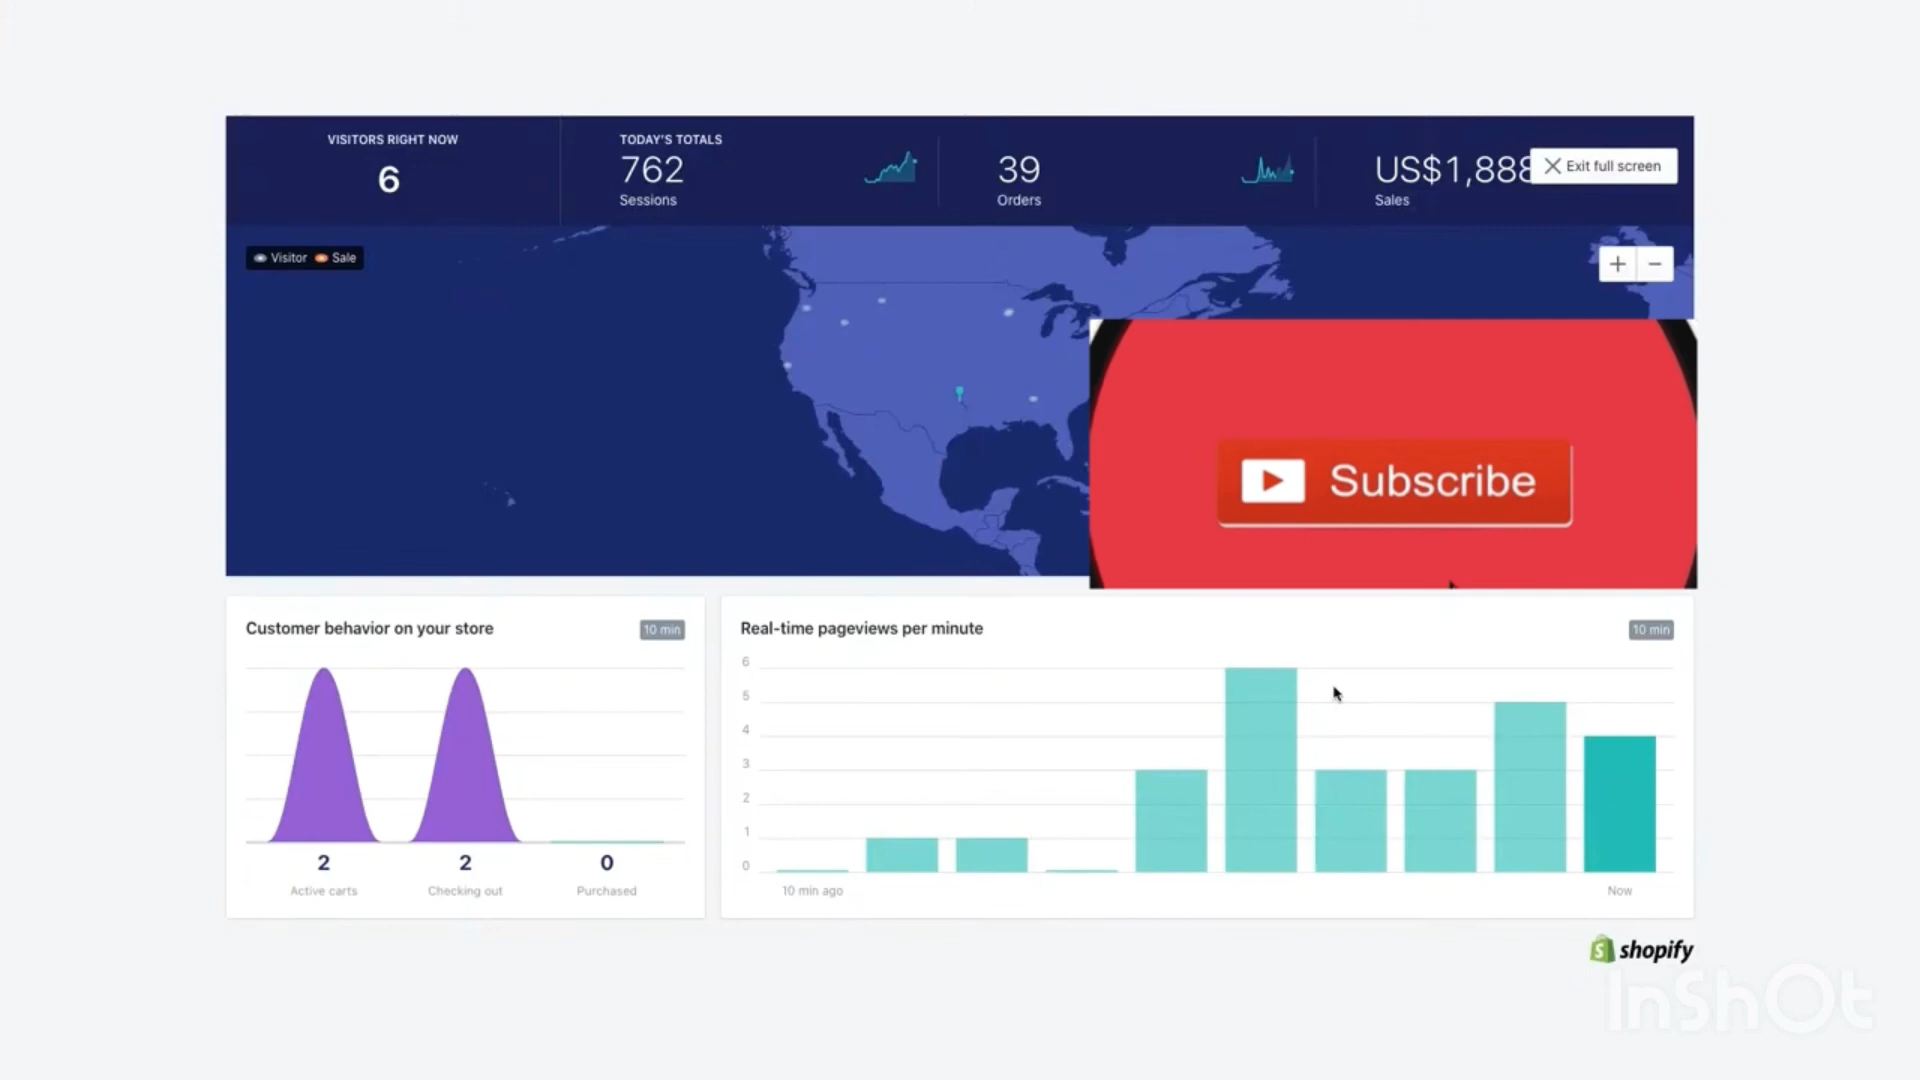 VISITORS RIGHT NOW
6
TODAY'S TOTALS
762
Sessions
39
Orders
US$1,888
Sales
Exit full screen
Visitor Sale
+ −
Subscribe
Customer behavior on your store
10 min
2
Active carts
2
Checking out
0
Purchased
Real-time pageviews per minute
10 min
6
5
4
3
2
1
0
10 min ago
Now
shopify
InShOt